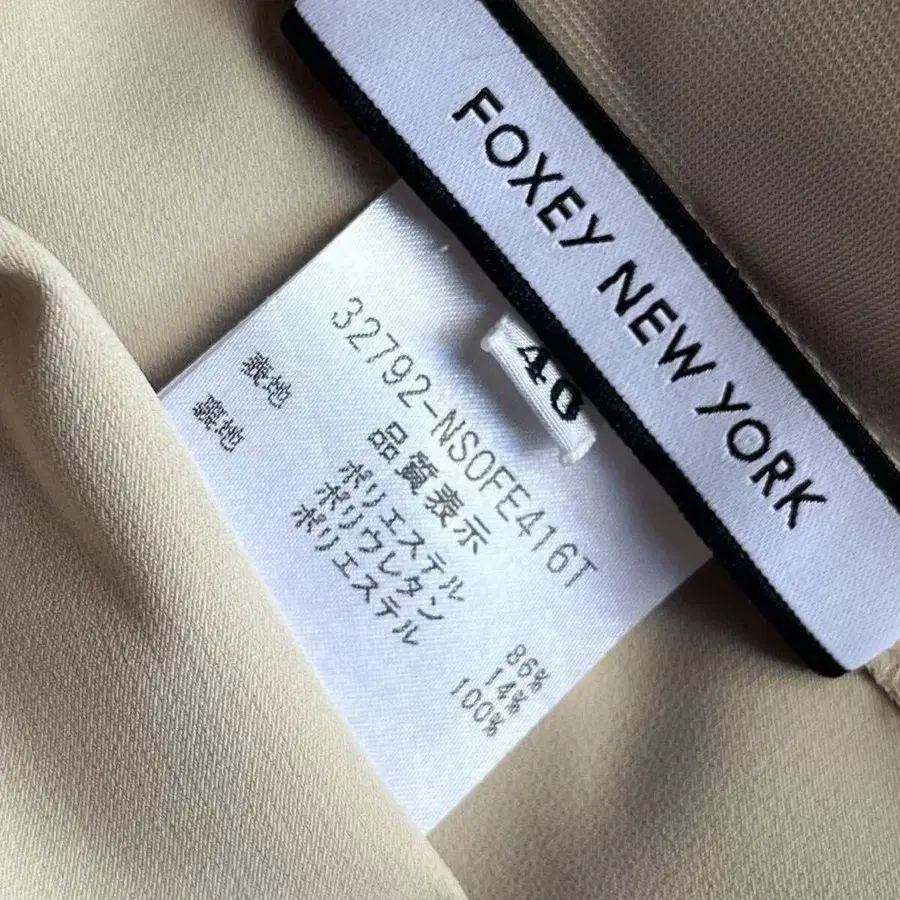 FOXEY NEW YORK
40
32792-NSOFE416T
品質表示
表地 ポリエステル 86%
ポリウレタン 14%
裏地 ポリエステル 100%